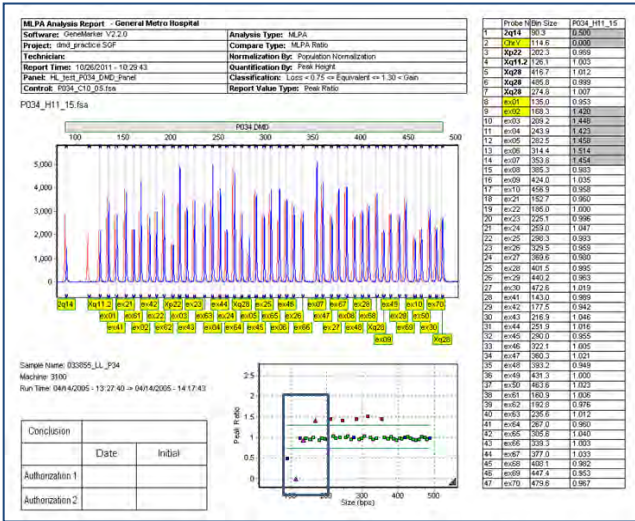 MLPA Analysis Report - General Metro Hospital
Software: GeneMarker V2.2.0 Analysis Type: MLPA
Project: dmd_practice.SGF Compare Type: MLPA Ratio
Technician: Normalization By: Population Normalization
Report Time: 10/26/2011 - 10:29:43 Quantification By: Peak Height
Panel: HL_test_P034_DMD_Panel Classification: Loss < 0.75 <= Equivalent <= 1.30 < Gain
Control: P034_C10_05.fsa Report Value Type: Peak Ratio
P034_H11_15.fsa
P034.DMD
100 150 200 250 300 350 400 450 500
5,000
4,000
3,000
2,000
1,000
0
2q14 Xq11.2 ex21 ex42 Xp22 ex23 ex44 Xq28 ex25 ex46 ex07 ex67 ex28 ex49 ex10 ex70
ex01 ex61 ex22 ex03 ex63 ex24 ex05 ex65 ex26 ex47 ex08 ex68 ex29 ex50 Xq28
ex41 ex02 ex62 ex43 ex04 ex64 ex45 ex06 ex66 ex27 ex48 Xq28 ex69 ex30
ex09 Xq28
Sample Name: 033855_LL_P34
Machine: 3100
Run Time: 04/14/2005 - 13:27:40 -> 04/14/2005 - 14:17:43
Conclusion
Date Initial
Authorization 1
Authorization 2
Peak Ratio
2.5
2
1.5
1
0.5
0
100 200 300 400 500
Size (bps)
Probe N Bin Size P034_H11_15
1 2q14 90.3 0.500
2 ChrY 114.6 0.000
3 Xp22 202.3 0.969
4 Xq11.2 126.1 1.003
5 Xq28 416.7 1.012
6 Xq28 485.8 0.999
7 Xq28 274.8 1.007
8 ex01 135.0 0.953
9 ex02 168.3 1.420
10 ex03 209.2 1.448
11 ex04 243.9 1.423
12 ex05 282.5 1.458
13 ex06 314.4 1.514
14 ex07 353.8 1.454
15 ex08 385.3 0.983
16 ex09 424.0 1.035
17 ex10 456.9 0.958
18 ex21 152.7 0.960
19 ex22 185.0 1.000
20 ex23 225.1 0.996
21 ex24 259.0 1.047
22 ex25 298.3 0.993
23 ex26 329.5 0.959
24 ex27 369.6 0.980
25 ex28 401.5 0.995
26 ex29 440.2 0.963
27 ex30 472.6 1.019
28 ex41 143.0 0.989
29 ex42 177.5 0.942
30 ex43 216.9 1.046
31 ex44 251.9 1.016
32 ex45 290.0 0.955
33 ex46 322.1 1.005
34 ex47 360.3 1.021
35 ex48 393.2 0.949
36 ex49 431.3 1.000
37 ex50 463.6 1.023
38 ex61 160.9 1.006
39 ex62 192.8 0.976
40 ex63 235.6 1.012
41 ex64 267.0 0.960
42 ex65 305.6 1.040
43 ex66 339.3 1.003
44 ex67 377.0 1.033
45 ex68 408.1 0.982
46 ex69 447.4 0.953
47 ex70 479.6 0.967